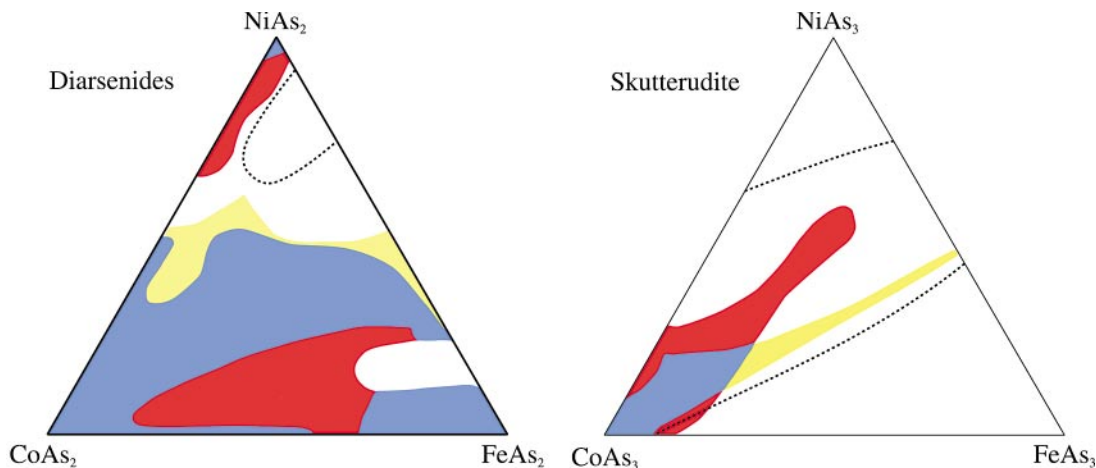 NiAs₂
Diarsenides
CoAs₂
FeAs₂
NiAs₃
Skutterudite
CoAs₃
FeAs₃